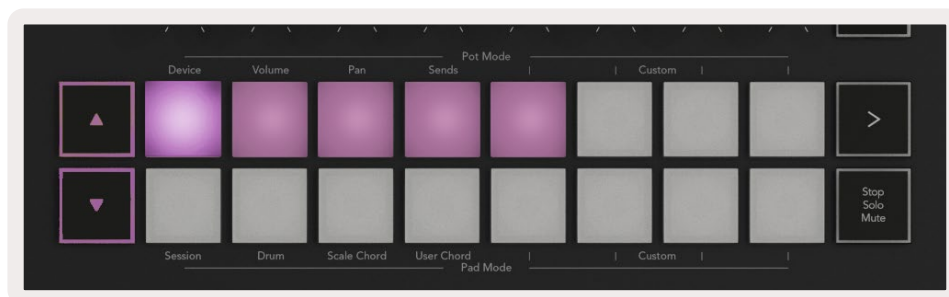 Pot Mode
Device Volume Pan Sends Custom
>
Stop
Solo
Mute
Session Drum Scale Chord User Chord Custom
Pad Mode